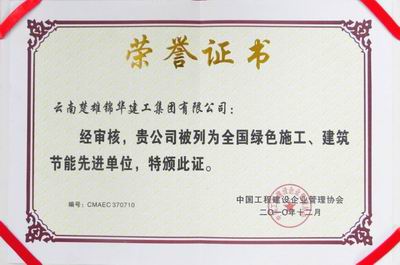 荣誉证书
云南楚雄锦华建工集团有限公司：
经审核，贵公司被列为全国绿色施工、建筑
节能先进单位，特颁此证。
中国工程建设企业管理协会
编号：CMAEC 370710
二〇一〇年十二月